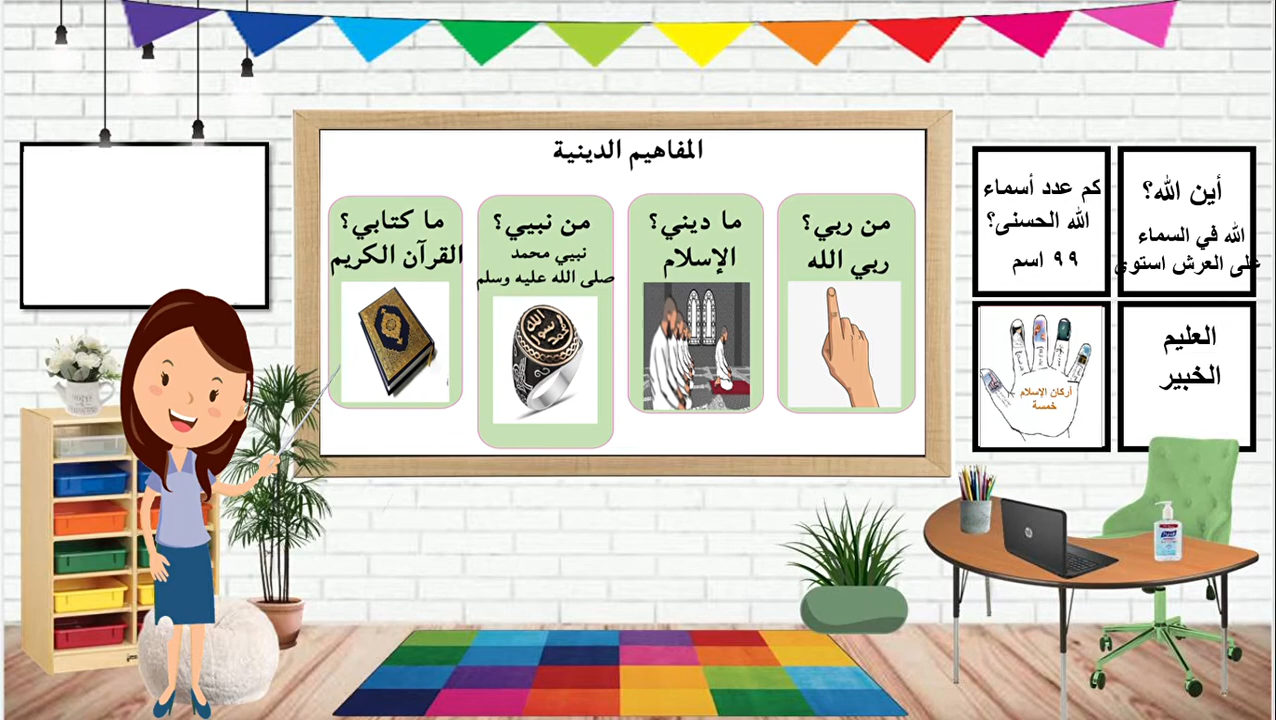 المفاهيم الدينية
من ربي؟
ربي الله
ما ديني؟
الإسلام
من نبيي؟
نبيي محمد
صلى الله عليه وسلم
ما كتابي؟
القرآن الكريم
أين الله؟
الله في السماء
على العرش استوى
كم عدد أسماء
الله الحسنى؟
٩٩ اسم
العليم
الخبير
أركان الإسلام
خمسة